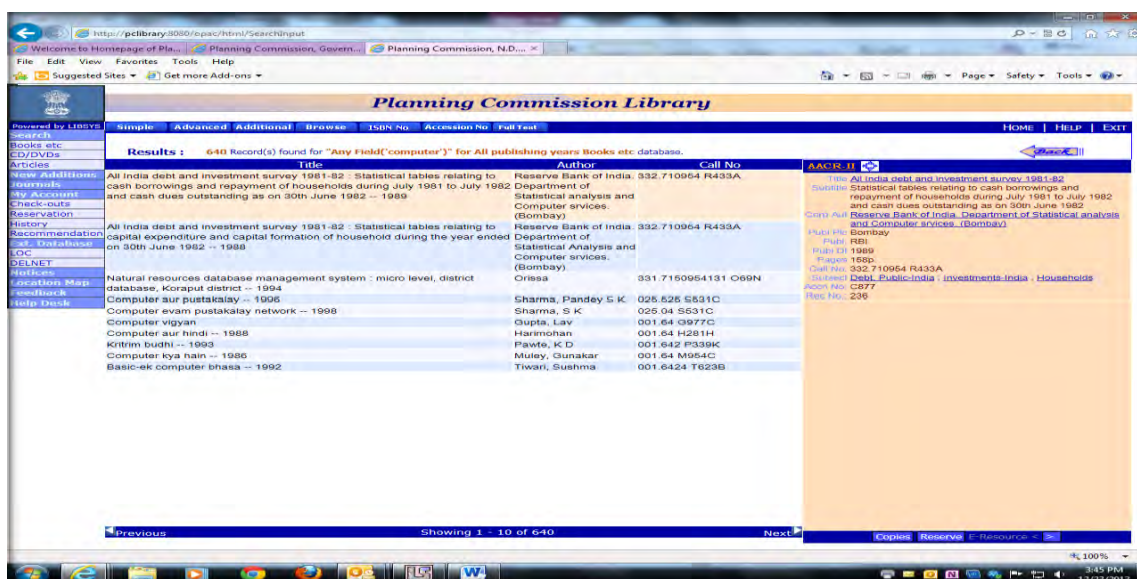 http://pclibrary:8080/opac/html/SearchInput
Welcome to Homepage of Pla... Planning Commission, Govern... Planning Commission, N.D.... ×
File Edit View Favorites Tools Help
Suggested Sites Get more Add-ons Page Safety Tools
Planning Commission Library
Powered by LIBSYS Simple Advanced Additional Browse ISBN No Accession No Full Text HOME | HELP | EXIT
Search
Books etc
CD/DVDs
Articles
New Additions
Journals
My Account
Check-outs
Reservation
History
Recommendation
Ext. Database
LOC
DELNET
Notices
Location Map
Feedback
Help Desk
Results : 640 Record(s) found for "Any Field('computer')" for All publishing years Books etc database.
Back
Title Author Call No
All India debt and investment survey 1981-82 : Statistical tables relating to Reserve Bank of India. 332.710954 R433A
cash borrowings and repayment of households during July 1981 to July 1982 Department of
and cash dues outstanding as on 30th June 1982 -- 1989 Statistical analysis and
Computer srvices.
(Bombay)
All India debt and investment survey 1981-82 : Statistical tables relating to Reserve Bank of India. 332.710954 R433A
capital expenditure and capital formation of household during the year ended Department of
on 30th June 1982 -- 1988 Statistical Analysis and
Computer srvices.
(Bombay)
Natural resources database management system : micro level, district Orissa 331.7150954131 O69N
database, Koraput district -- 1994
Computer aur pustakalay -- 1996 Sharma, Pandey S K 025.525 S531C
Computer evam pustakalay network -- 1998 Sharma, S K 025.04 S531C
Computer vigyan Gupta, Lav 001.64 G977C
Computer aur hindi -- 1988 Harimohan 001.64 H281H
Kritrim budhi -- 1993 Pawte, K D 001.642 P339K
Computer kya hain -- 1986 Muley, Gunakar 001.64 M954C
Basic-ek computer bhasa -- 1992 Tiwari, Sushma 001.6424 T623B
AACR-II
Title All India debt and investment survey 1981-82
Subtitle Statistical tables relating to cash borrowings and
repayment of households during July 1981 to July 1982
and cash dues outstanding as on 30th June 1982
Corp Aut Reserve Bank of India. Department of Statistical analysis
and Computer srvices. (Bombay)
Publ Plc Bombay
Publ RBI
Publ Dt 1989
Pages 158p.
Call No. 332.710954 R433A
Subject Debt, Public-India ; Investments-India ; Households
Accn No. C877
Rec No.: 236
Previous Showing 1 - 10 of 640 Next
Copies Reserve E-Resource < >
100%
3:45 PM